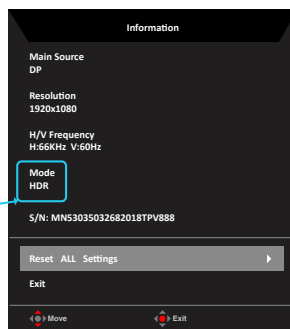 Information
Main Source
DP
Resolution
1920x1080
H/V Frequency
H:66KHz V:60Hz
Mode
HDR
S/N: MN53035032682018TPV888
Reset ALL Settings
Exit
Move Exit